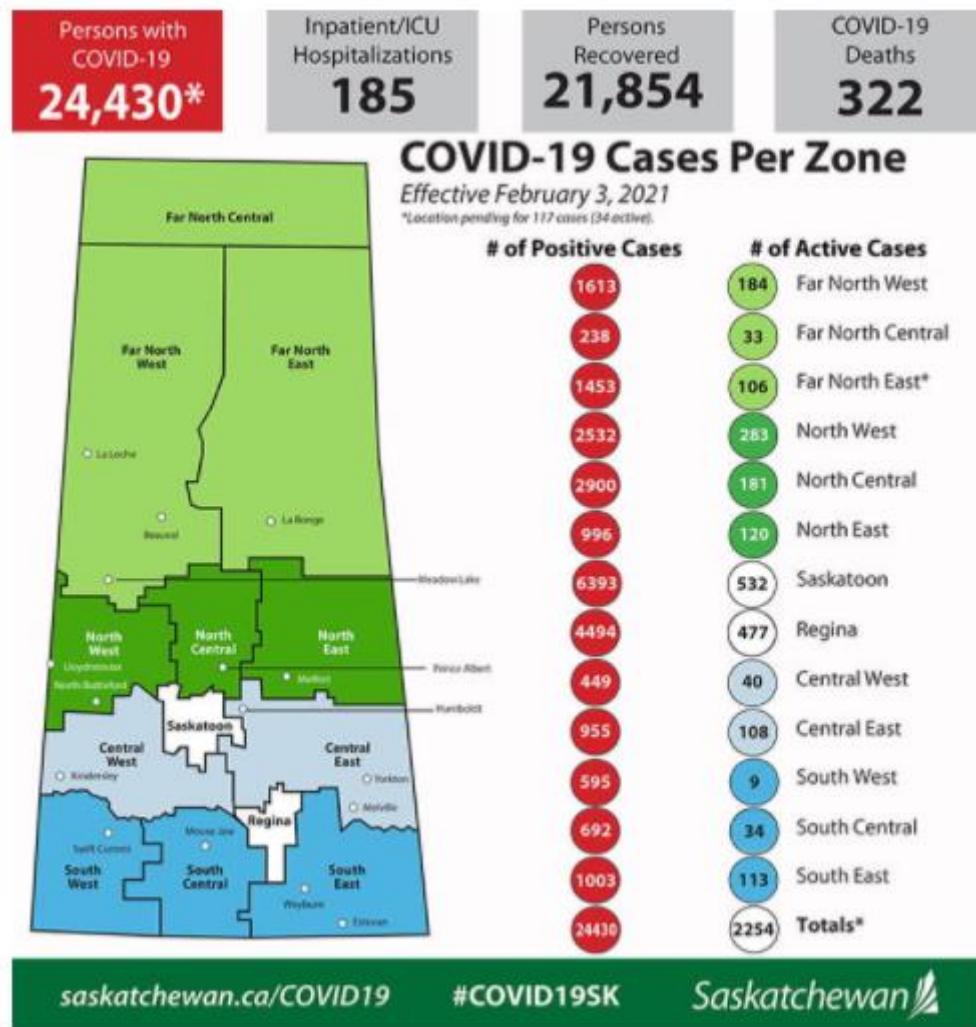 Persons with
COVID-19
24,430*
Inpatient/ICU
Hospitalizations
185
Persons
Recovered
21,854
COVID-19
Deaths
322
COVID-19 Cases Per Zone
Effective February 3, 2021
*Location pending for 117 cases (34 active).
# of Positive Cases # of Active Cases
1613 184 Far North West
238 33 Far North Central
1453 106 Far North East*
2532 283 North West
2900 181 North Central
996 120 North East
6393 532 Saskatoon
4494 477 Regina
449 40 Central West
955 108 Central East
595 9 South West
692 34 South Central
1003 113 South East
24430 2254 Totals*
Far North Central
Far North
West
Far North
East
La Loche
Beauval
La Ronge
Meadow Lake
North
West
North
Central
North
East
Lloydminster
North Battleford
Prince Albert
Melfort
Humboldt
Saskatoon
Central
West
Central
East
Kindersley
Yorkton
Melville
Regina
Moose Jaw
Swift Current
South
West
South
Central
South
East
Weyburn
Estevan
saskatchewan.ca/COVID19
#COVID19SK
Saskatchewan